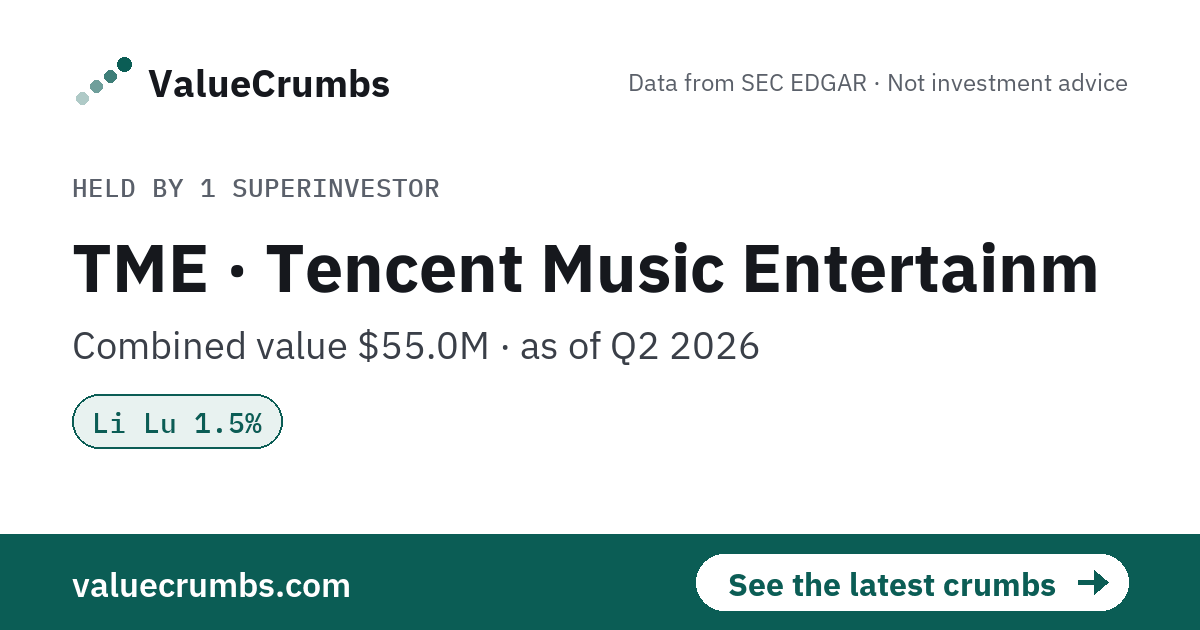 ValueCrumbs
Data from SEC EDGAR · Not investment advice
HELD BY 1 SUPERINVESTOR
TME · Tencent Music Entertainm
Combined value $55.0M · as of Q2 2026
Li Lu 1.5%
valuecrumbs.com
See the latest crumbs →